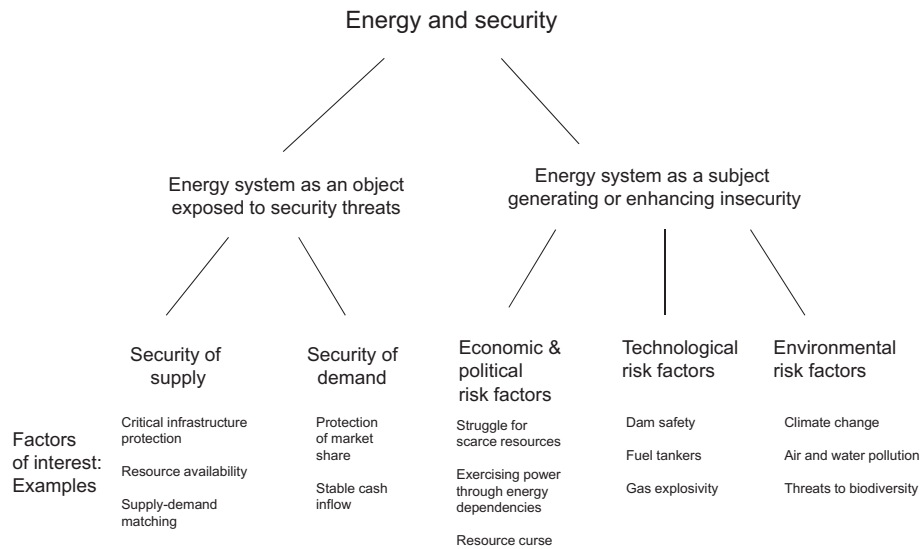 Energy and security
Energy system as an object
exposed to security threats
Energy system as a subject
generating or enhancing insecurity
Security of
supply
Security of
demand
Economic &
political
risk factors
Technological
risk factors
Environmental
risk factors
Factors
of interest:
Examples
Critical infrastructure
protection
Resource availability
Supply-demand
matching
Protection
of market
share
Stable cash
inflow
Struggle for
scarce resources
Exercising power
through energy
dependencies
Resource curse
Dam safety
Fuel tankers
Gas explosivity
Climate change
Air and water pollution
Threats to biodiversity